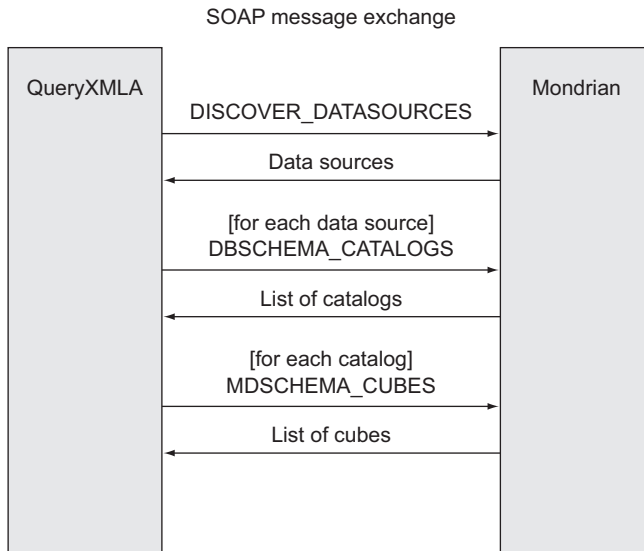 SOAP message exchange
QueryXMLA
Mondrian
DISCOVER_DATASOURCES
Data sources
[for each data source]
DBSCHEMA_CATALOGS
List of catalogs
[for each catalog]
MDSCHEMA_CUBES
List of cubes